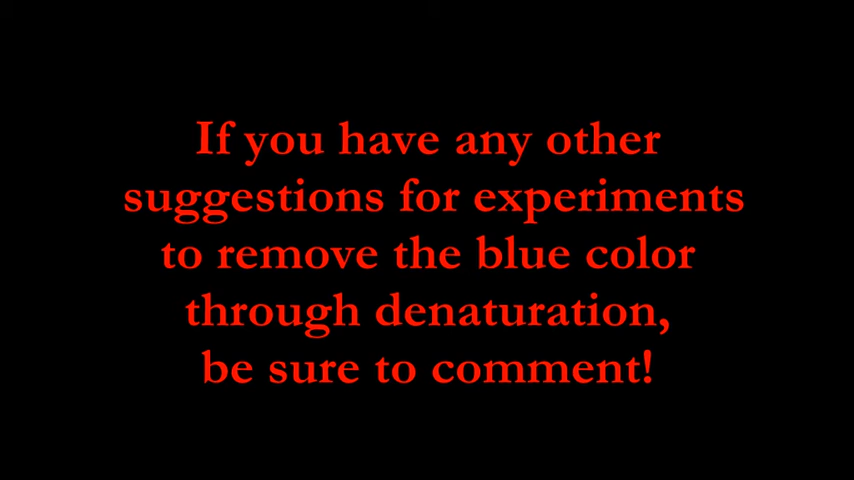 If you have any other
suggestions for experiments
to remove the blue color
through denaturation,
be sure to comment!